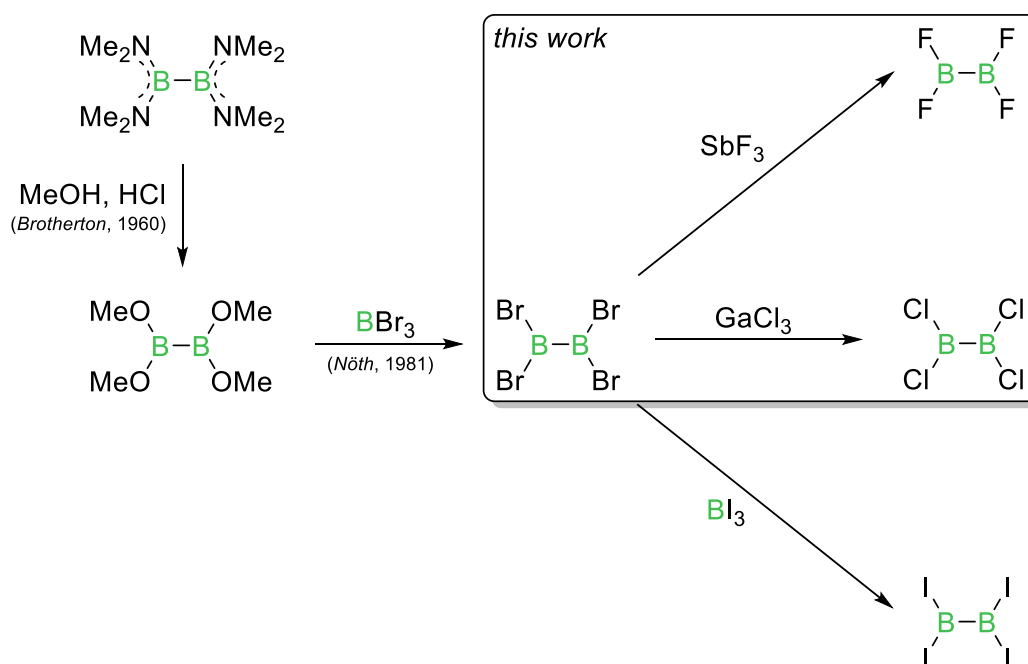 this work
Me₂N NMe₂
B B
Me₂N NMe₂
F F
B B
F F
SbF₃
MeOH, HCl
(Brotherton, 1960)
MeO OMe
B B
MeO OMe
BBr₃
(Nöth, 1981)
Br Br
B B
Br Br
GaCl₃
Cl Cl
B B
Cl Cl
BI₃
I I
B B
I I